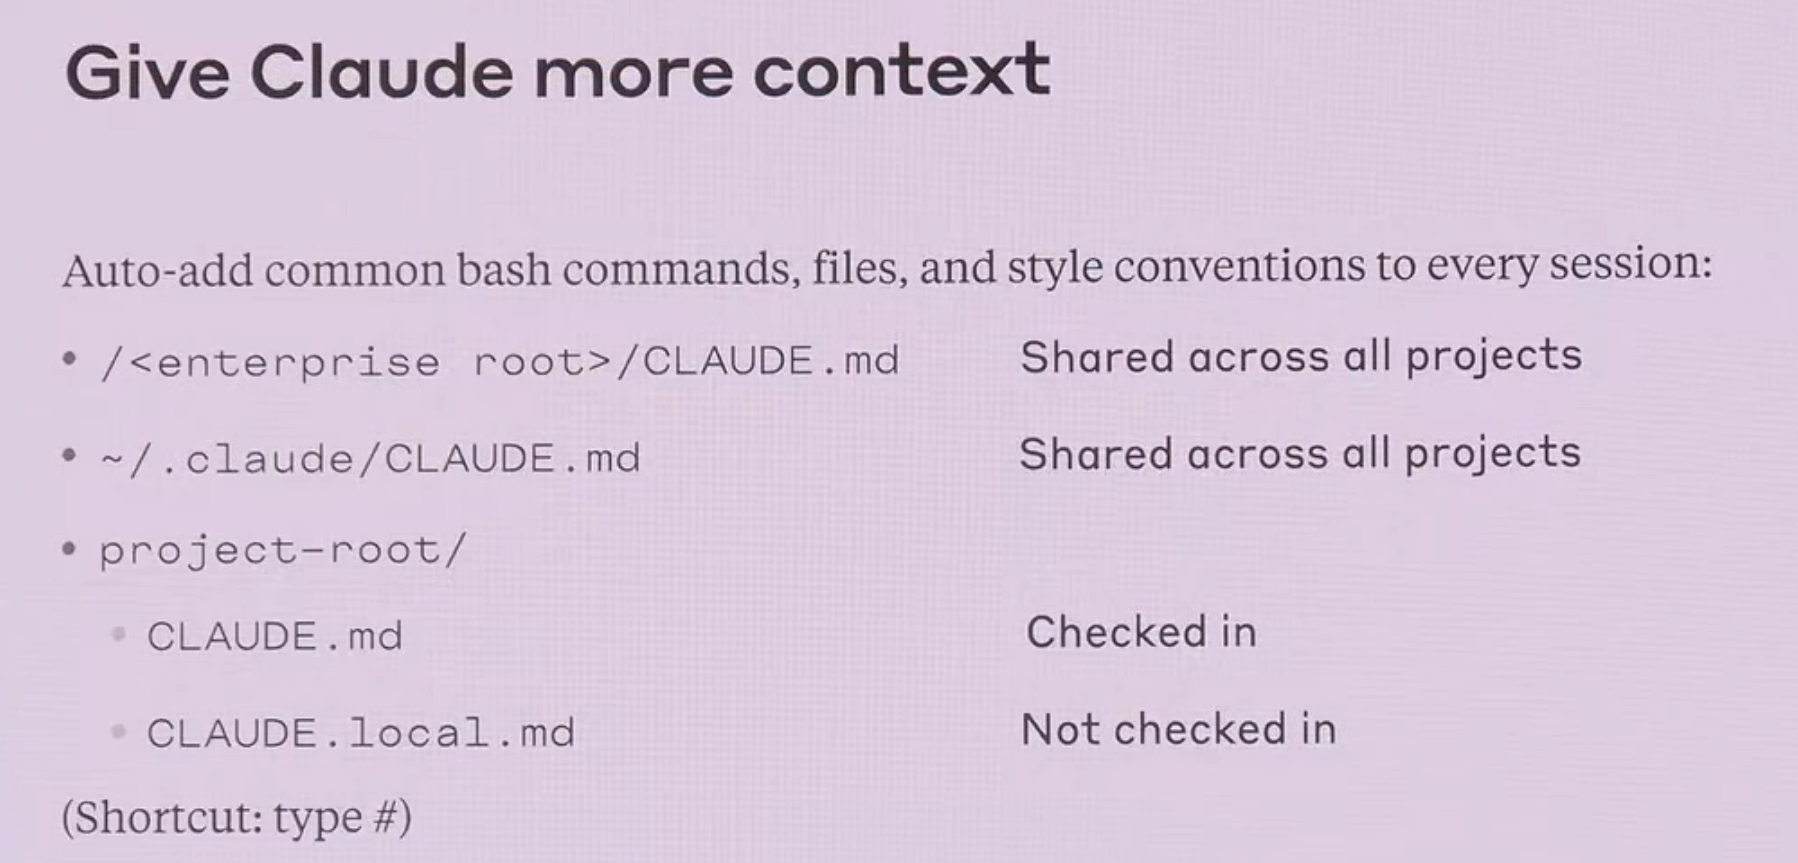 Give Claude more context
Auto-add common bash commands, files, and style conventions to every session:
• /<enterprise root>/CLAUDE.md Shared across all projects
• ~/.claude/CLAUDE.md Shared across all projects
• project-root/
• CLAUDE.md Checked in
• CLAUDE.local.md Not checked in
(Shortcut: type #)